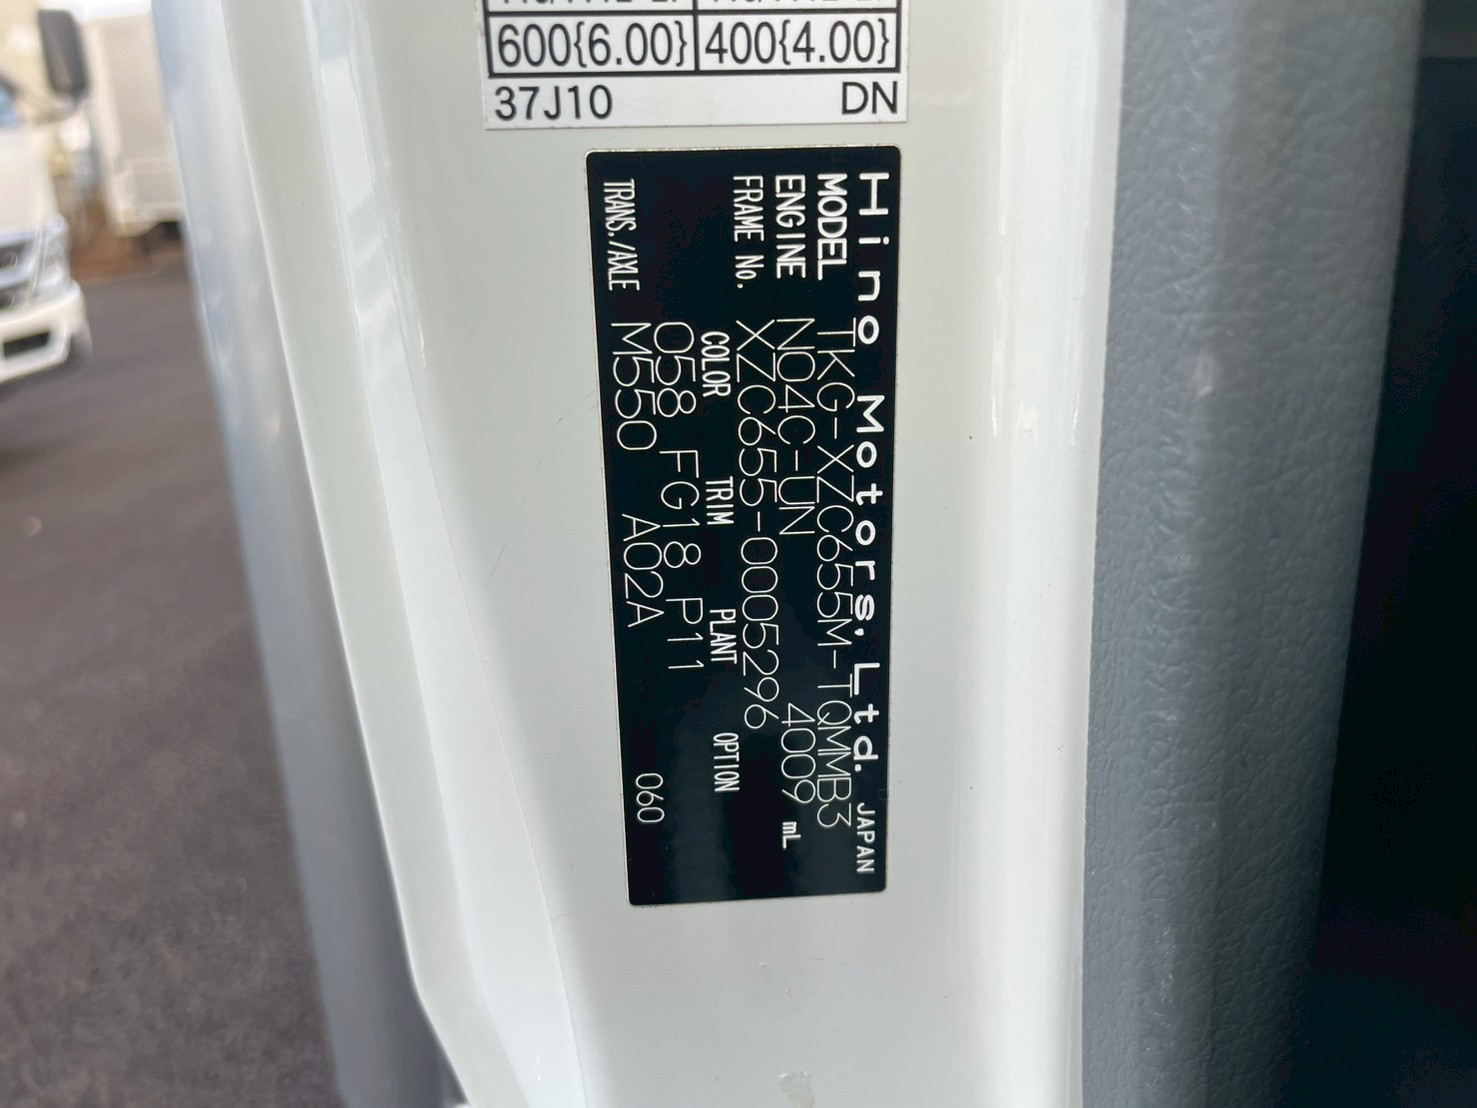 600{6.00} 400{4.00}
37J10 DN
Hino Motors, Ltd. JAPAN
MODEL TKG-XZC655M-TQMMB3
ENGINE N04C-UN 4009 mL
FRAME No. XZC655-0005296
COLOR TRIM PLANT OPTION
058 FG18 P11
TRANS./AXLE M550 A02A 060